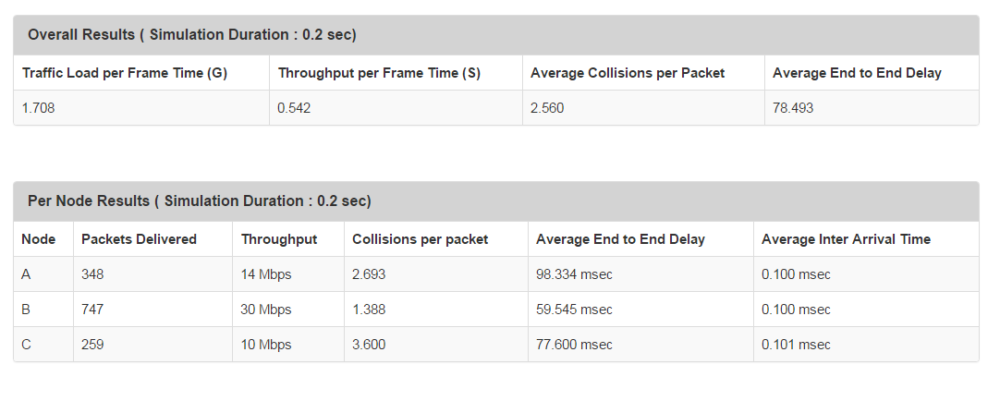 Overall Results ( Simulation Duration : 0.2 sec)
Traffic Load per Frame Time (G) Throughput per Frame Time (S) Average Collisions per Packet Average End to End Delay
1.708 0.542 2.560 78.493
Per Node Results ( Simulation Duration : 0.2 sec)
Node Packets Delivered Throughput Collisions per packet Average End to End Delay Average Inter Arrival Time
A 348 14 Mbps 2.693 98.334 msec 0.100 msec
B 747 30 Mbps 1.388 59.545 msec 0.100 msec
C 259 10 Mbps 3.600 77.600 msec 0.101 msec